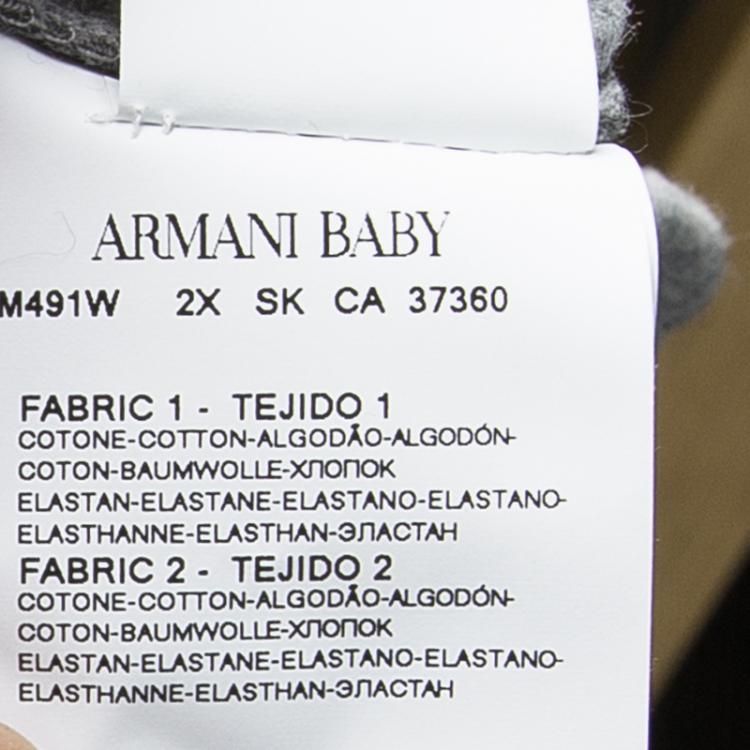 ARMANI BABY
M491W 2X SK CA 37360
FABRIC 1 - TEJIDO 1
COTONE-COTTON-ALGODÃO-ALGODÓN-
COTON-BAUMWOLLE-ХЛОПОК
ELASTAN-ELASTANE-ELASTANO-ELASTANO-
ELASTHANNE-ELASTHAN-ЭЛАСТАН
FABRIC 2 - TEJIDO 2
COTONE-COTTON-ALGODÃO-ALGODÓN-
COTON-BAUMWOLLE-ХЛОПОК
ELASTAN-ELASTANE-ELASTANO-ELASTANO-
ELASTHANNE-ELASTHAN-ЭЛАСТАН